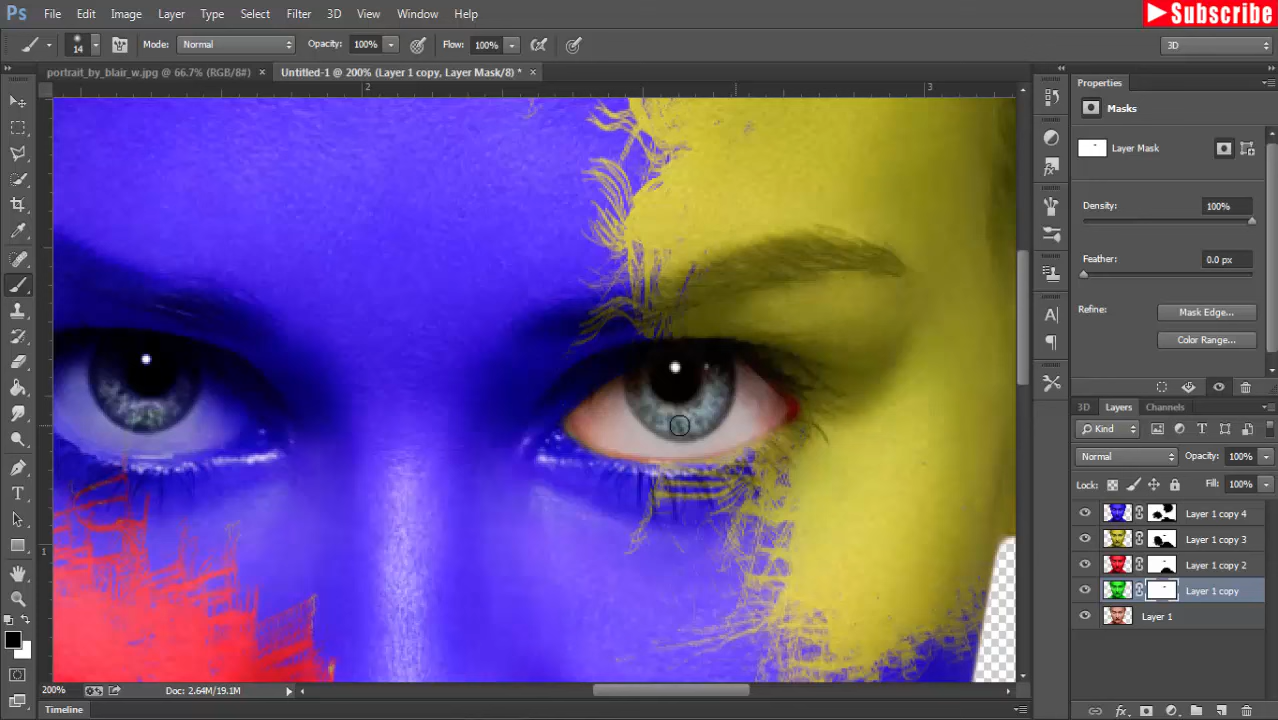 Ps File Edit Image Layer Type Select Filter 3D View Window Help
Subscribe
14 Mode: Normal Opacity: 100% Flow: 100% 3D
portrait_by_blair_w.jpg @ 66.7% (RGB/8#) × Untitled-1 @ 200% (Layer 1 copy, Layer Mask/8) * ×
2 3
1
Properties
Masks
Layer Mask
Density: 100%
Feather: 0.0 px
Refine: Mask Edge...
Color Range...
3D Layers Channels
Kind
Normal Opacity: 100%
Lock: Fill: 100%
Layer 1 copy 4
Layer 1 copy 3
Layer 1 copy 2
Layer 1 copy
Layer 1
200% Doc: 2.64M/19.1M
Timeline